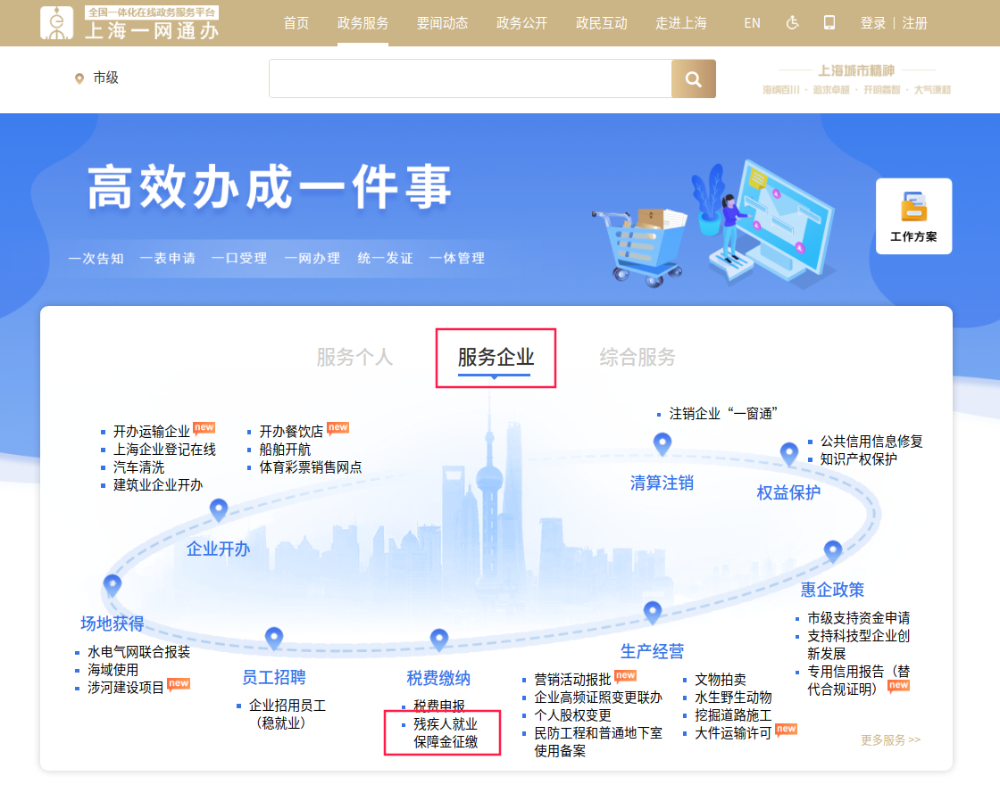 全国一体化在线政务服务平台
上海一网通办
首页 政务服务 要闻动态 政务公开 政民互动 走进上海 EN 登录 | 注册
市级
上海城市精神
海纳百川 · 追求卓越 · 开明睿智 · 大气谦和
高效办成一件事
工作方案
一次告知 一表申请 一口受理 一网办理 统一发证 一体管理
服务个人 服务企业 综合服务
注销企业“一窗通”
开办运输企业 new
上海企业登记在线
汽车清洗
建筑业企业开办
开办餐饮店 new
船舶开航
体育彩票销售网点
公共信用信息修复
知识产权保护
清算注销
权益保护
企业开办
惠企政策
市级支持资金申请
支持科技型企业创
新发展
专用信用报告（替
代合规证明） new
场地获得
水电气网联合报装
海域使用
涉河建设项目 new
员工招聘
企业招用员工
（稳就业）
税费缴纳
税费申报
残疾人就业
保障金征缴
生产经营
营销活动报批 new
企业高频证照变更联办
个人股权变更
民防工程和普通地下室
使用备案
文物拍卖
水生野生动物
挖掘道路施工
大件运输许可 new
更多服务 >>